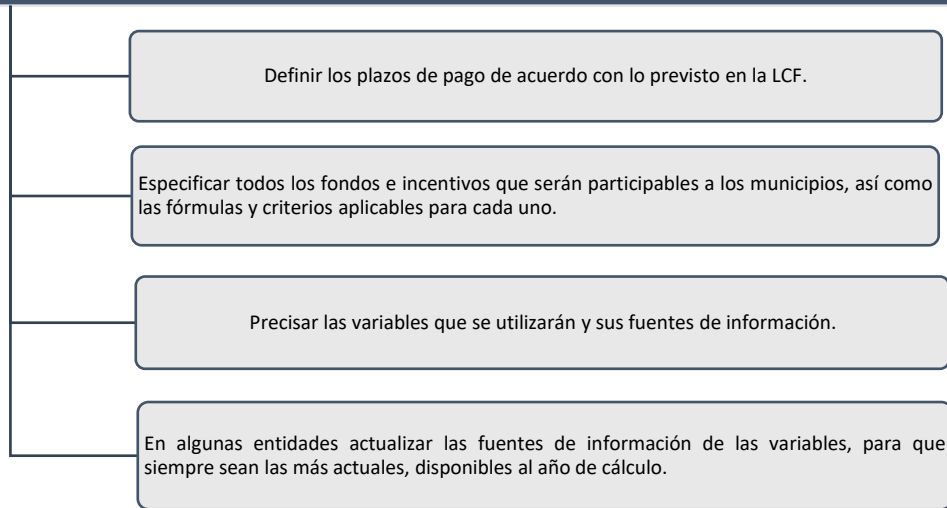 Definir los plazos de pago de acuerdo con lo previsto en la LCF.
Especificar todos los fondos e incentivos que serán participables a los municipios, así como
las fórmulas y criterios aplicables para cada uno.
Precisar las variables que se utilizarán y sus fuentes de información.
En algunas entidades actualizar las fuentes de información de las variables, para que
siempre sean las más actuales, disponibles al año de cálculo.